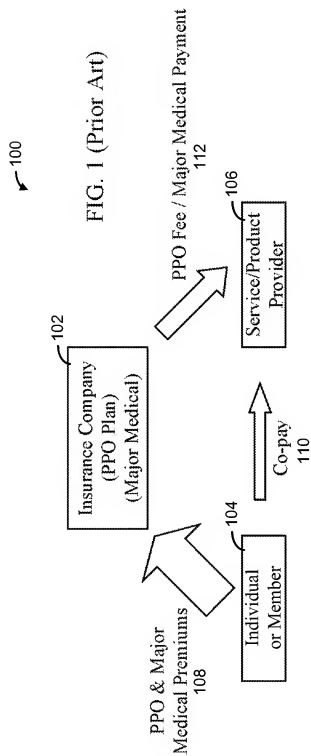 100
FIG. 1 (Prior Art)
102
Insurance Company
(PPO Plan)
(Major Medical)
PPO & Major
Medical Premiums
108
PPO Fee / Major Medical Payment
112
104
Individual
or Member
Co-pay
110
106
Service/Product
Provider